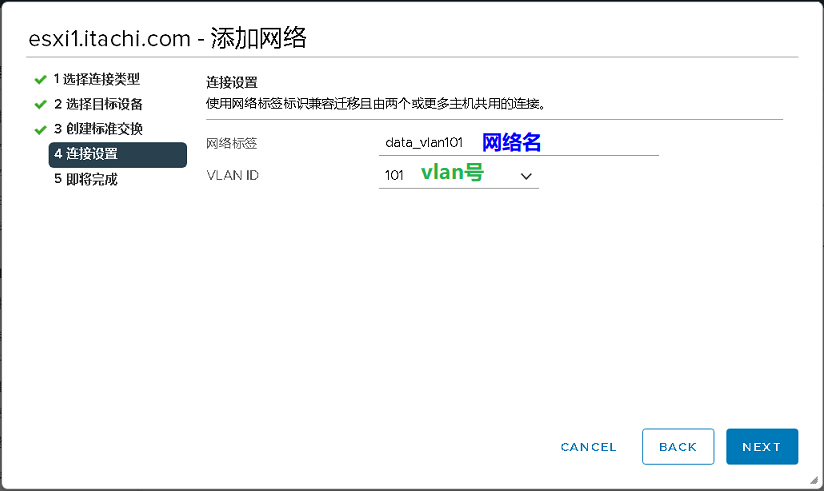 esxi1.itachi.com - 添加网络
1 选择连接类型
2 选择目标设备
3 创建标准交换
4 连接设置
5 即将完成
连接设置
使用网络标签标识兼容迁移且由两个或更多主机共用的连接。
网络标签 data_vlan101 网络名
VLAN ID 101 vlan号
CANCEL BACK NEXT